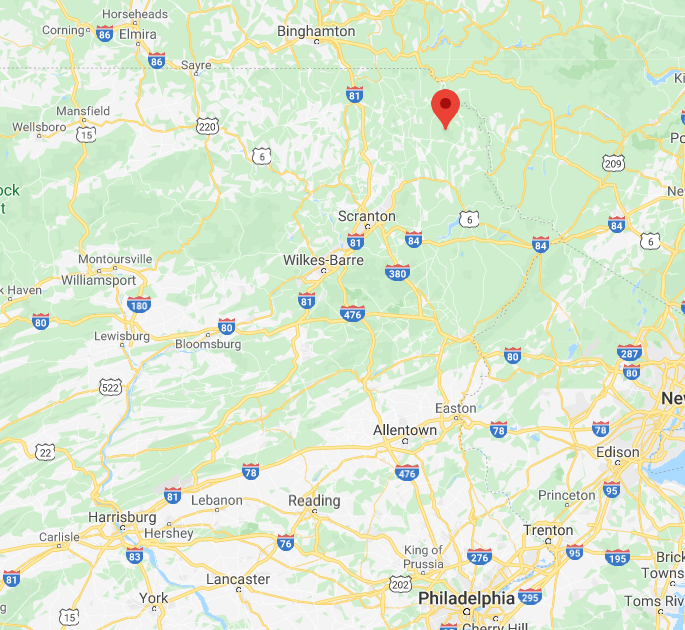 Horseheads
Corning
86
Elmira
Binghamton
86
Sayre
81
Ki
Mansfield
Wellsboro
15
220
6
209
Po
ock
t
Ne
Scranton
6
84
6
81
84
84
Montoursville
Wilkes-Barre
380
Williamsport
k Haven
180
81
476
80
80
Lewisburg
Bloomsburg
80
287
80
522
Easton
New
Allentown
78
78
22
Edison
78
476
81
Lebanon
Reading
95
Princeton
Harrisburg
Hershey
Trenton
Carlisle
83
76
King of
Prussia
276
95
195
Brick
Towns
81
Lancaster
202
g
York
Philadelphia
295
Toms Riv
15
Cherry Hill